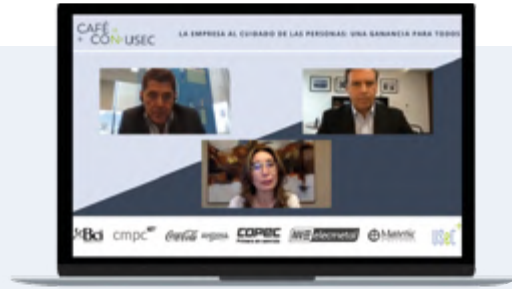 CAFÉ
CON USEC
LA EMPRESA AL CUIDADO DE LAS PERSONAS: UNA GANANCIA PARA TODOS
Bci
cmpc
Coca-Cola
COPEC
elecmetal
USEC